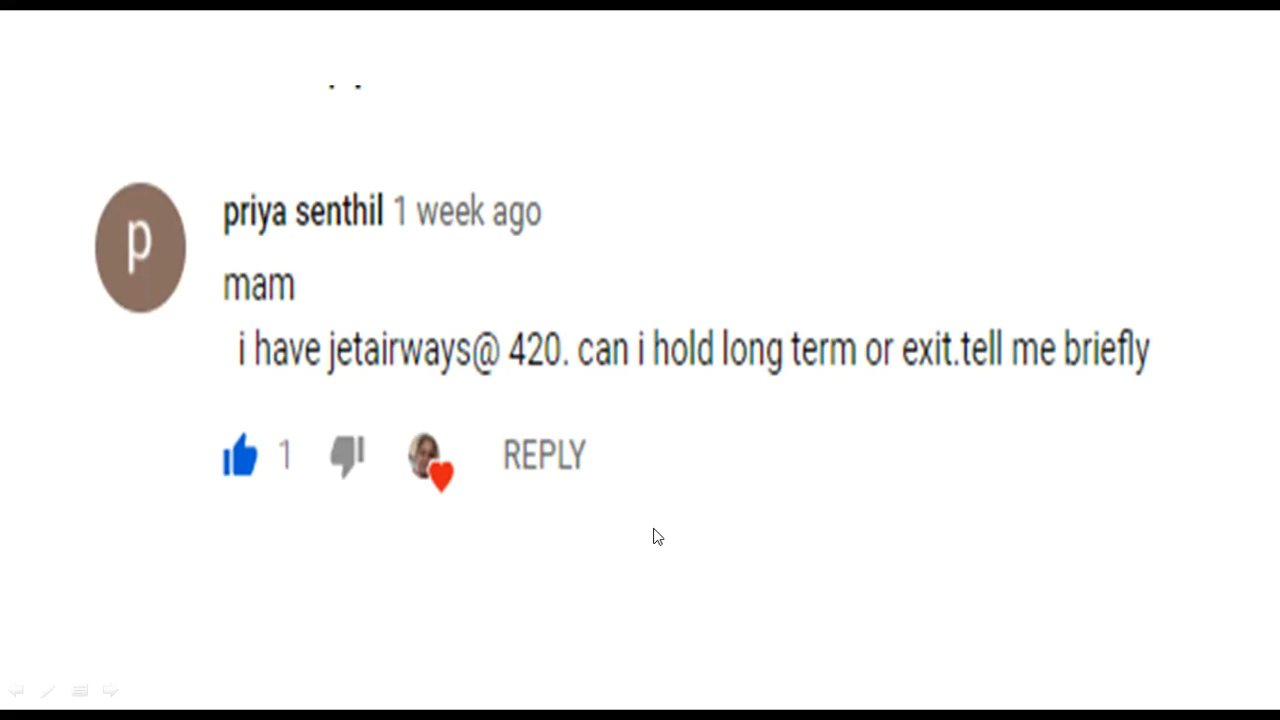 p
priya senthil 1 week ago
mam
i have jetairways@ 420. can i hold long term or exit.tell me briefly
1 REPLY